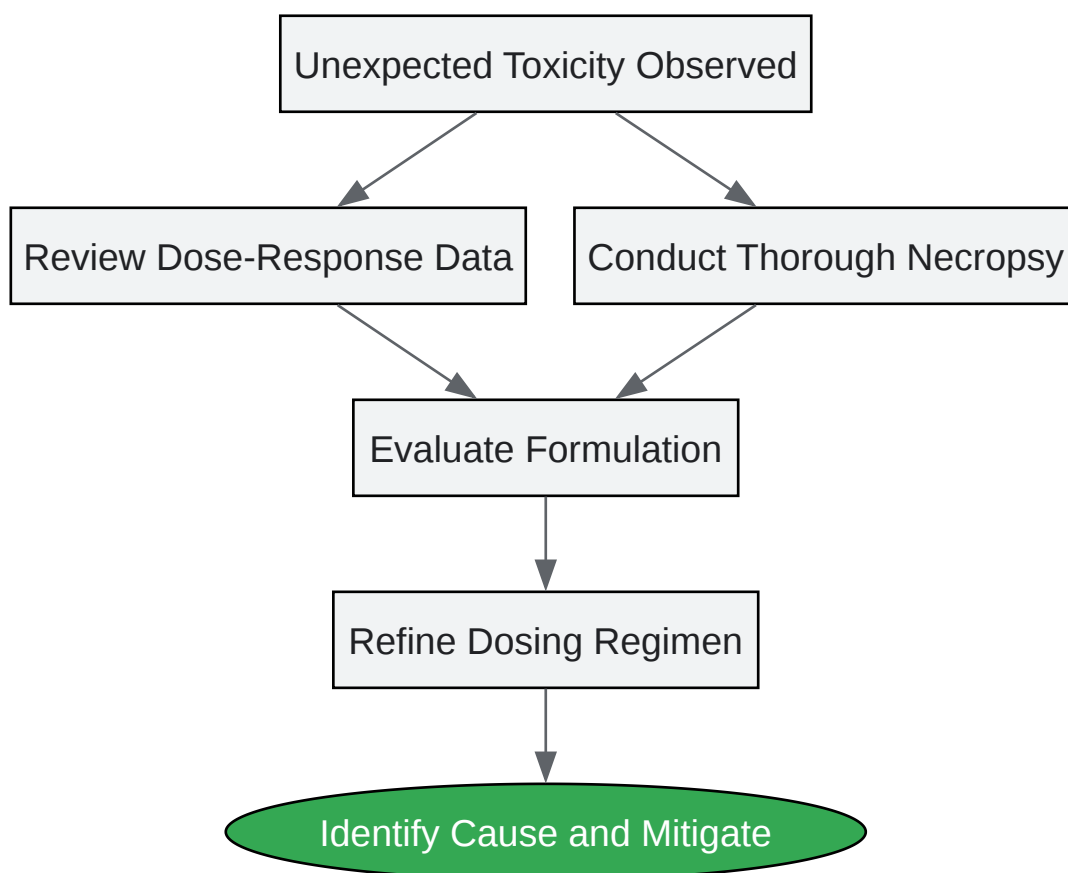 Unexpected Toxicity Observed
Review Dose-Response Data
Conduct Thorough Necropsy
Evaluate Formulation
Refine Dosing Regimen
Identify Cause and Mitigate